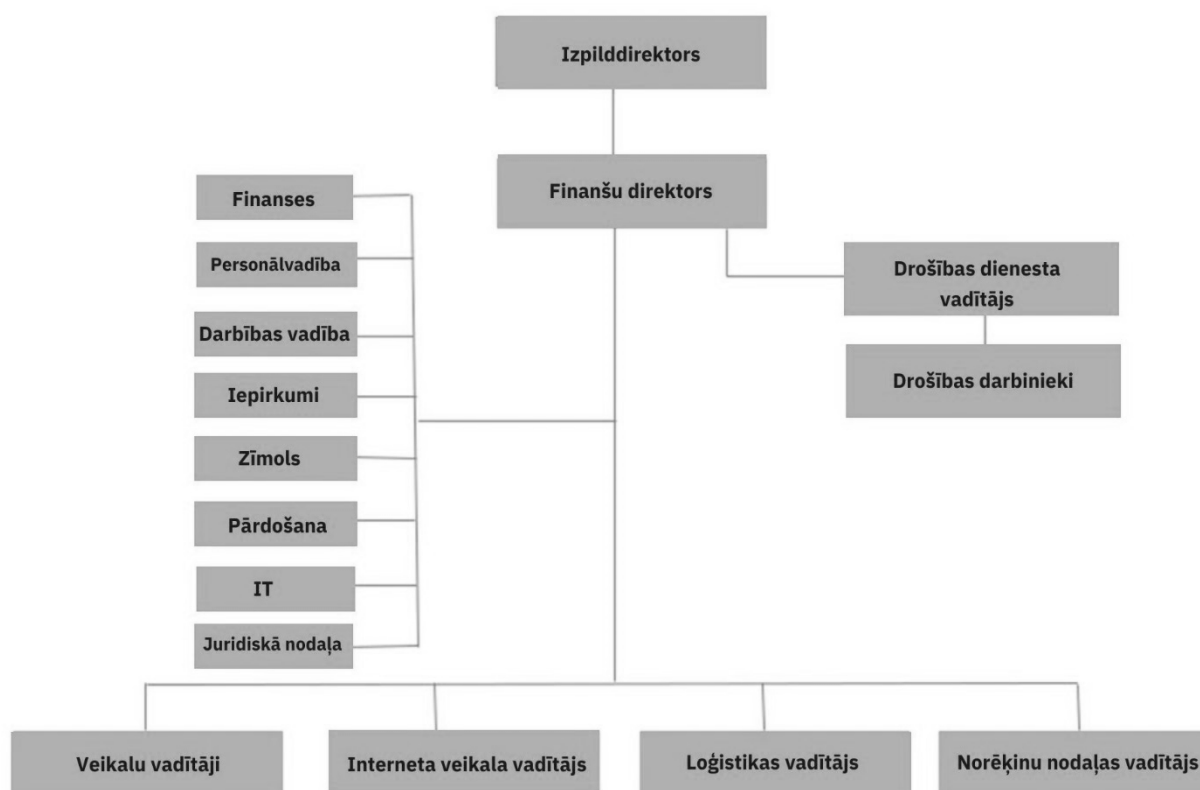 Izpilddirektors
Finanšu direktors
Finanses
Personālvadība
Darbības vadība
Iepirkumi
Zīmols
Pārdošana
IT
Juridiskā nodaļa
Drošības dienesta
vadītājs
Drošības darbinieki
Veikalu vadītāji
Interneta veikala vadītājs
Loģistikas vadītājs
Norēķinu nodaļas vadītājs